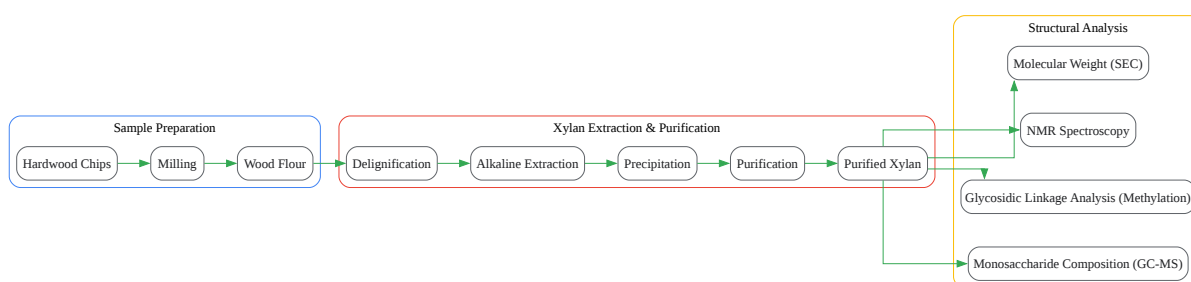 Structural Analysis
Molecular Weight (SEC)
Sample Preparation
Xylan Extraction & Purification
NMR Spectroscopy
Hardwood Chips
Milling
Wood Flour
Delignification
Alkaline Extraction
Precipitation
Purification
Purified Xylan
Glycosidic Linkage Analysis (Methylation)
Monosaccharide Composition (GC-MS)